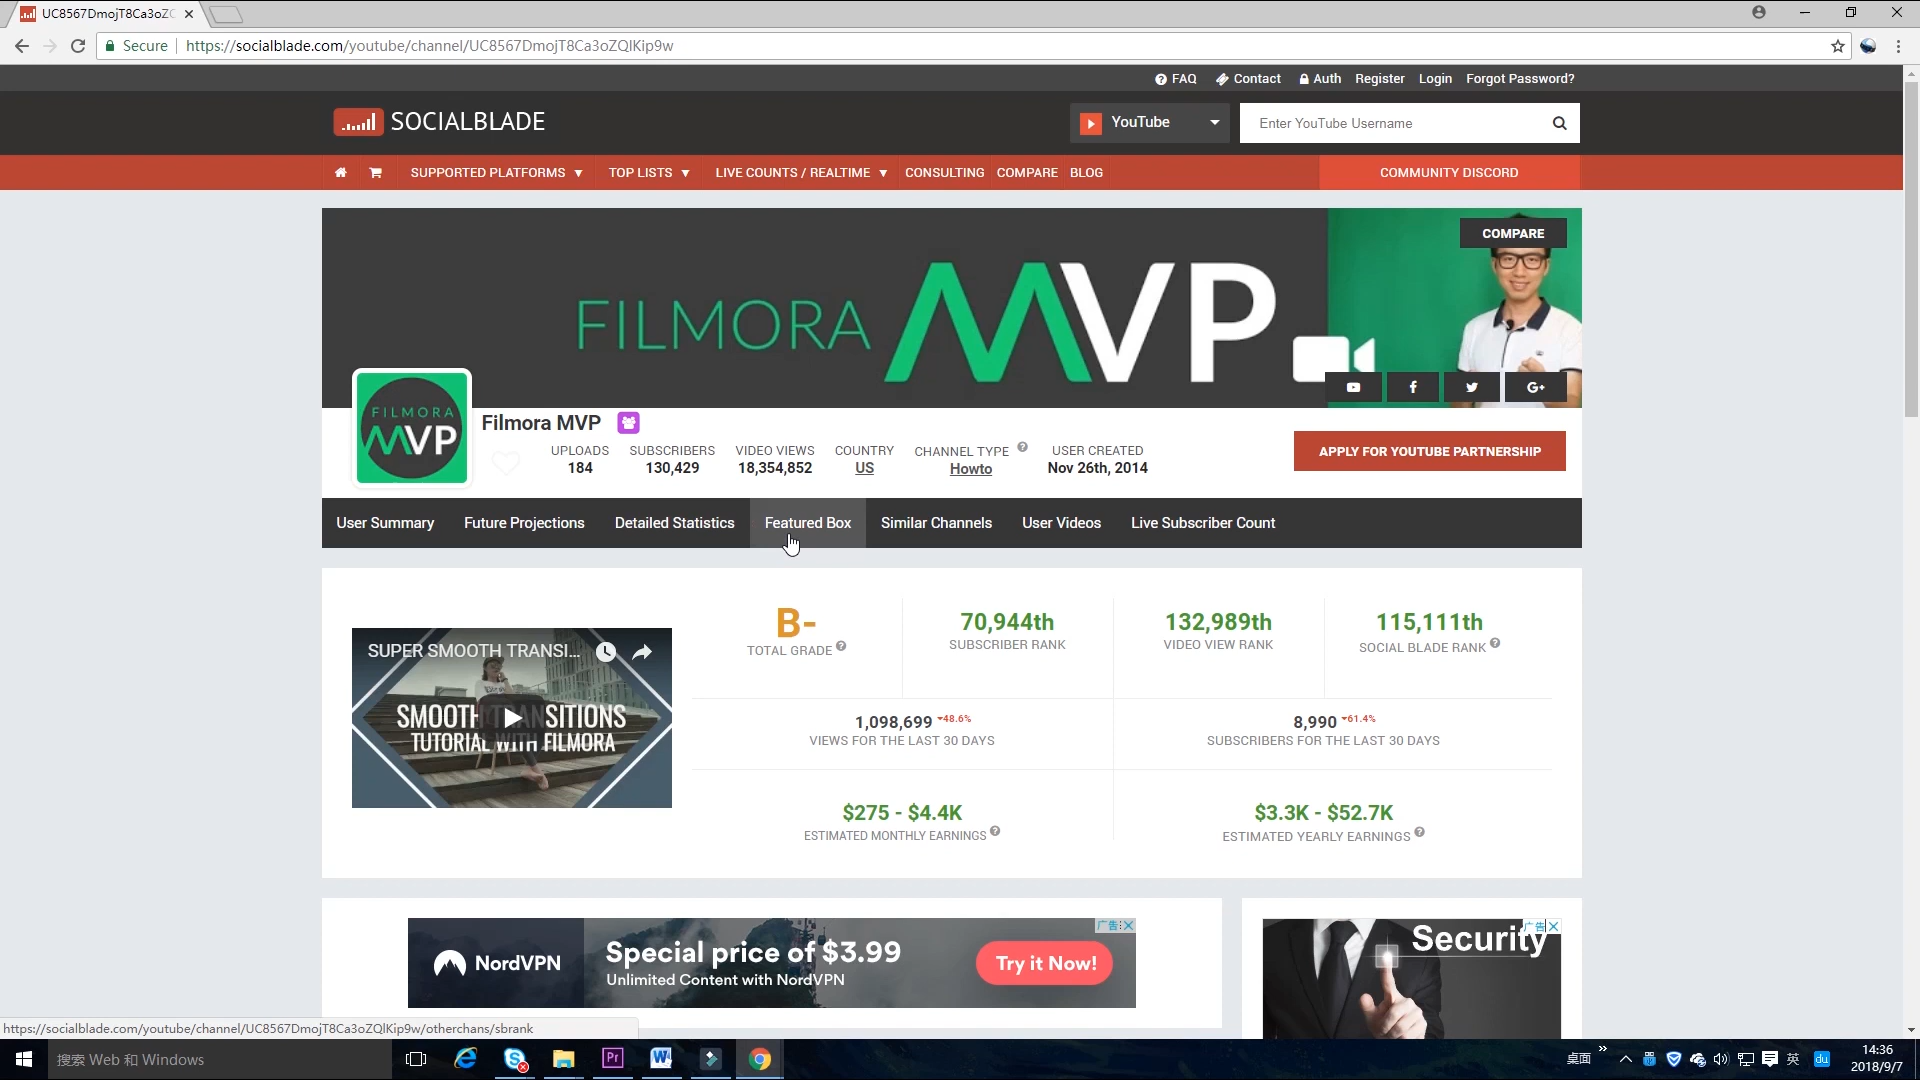 UC8567DmojT8Ca3oZC
Secure
https://socialblade.com/youtube/channel/UC8567DmojT8Ca3oZQlKip9w
FAQ Contact Auth Register Login Forgot Password?
SOCIALBLADE
YouTube
Enter YouTube Username
SUPPORTED PLATFORMS TOP LISTS LIVE COUNTS / REALTIME CONSULTING COMPARE BLOG
COMMUNITY DISCORD
COMPARE
FILMORA MVP
FILMORA
MVP
Filmora MVP
UPLOADS SUBSCRIBERS VIDEO VIEWS COUNTRY CHANNEL TYPE USER CREATED
184 130,429 18,354,852 US Howto Nov 26th, 2014
APPLY FOR YOUTUBE PARTNERSHIP
User Summary Future Projections Detailed Statistics Featured Box Similar Channels User Videos Live Subscriber Count
SUPER SMOOTH TRANSI...
TUTORIAL WITH FILMORA
B-
TOTAL GRADE
70,944th
SUBSCRIBER RANK
132,989th
VIDEO VIEW RANK
115,111th
SOCIAL BLADE RANK
1,098,699 48.6%
VIEWS FOR THE LAST 30 DAYS
8,990 61.4%
SUBSCRIBERS FOR THE LAST 30 DAYS
$275 - $4.4K
ESTIMATED MONTHLY EARNINGS
$3.3K - $52.7K
ESTIMATED YEARLY EARNINGS
NordVPN
Special price of $3.99
Unlimited Content with NordVPN
Try it Now!
广告
Security
广告
https://socialblade.com/youtube/channel/UC8567DmojT8Ca3oZQlKip9w/otherchans/sbrank
搜索 Web 和 Windows
Pr
桌面
英
du
14:36
2018/9/7